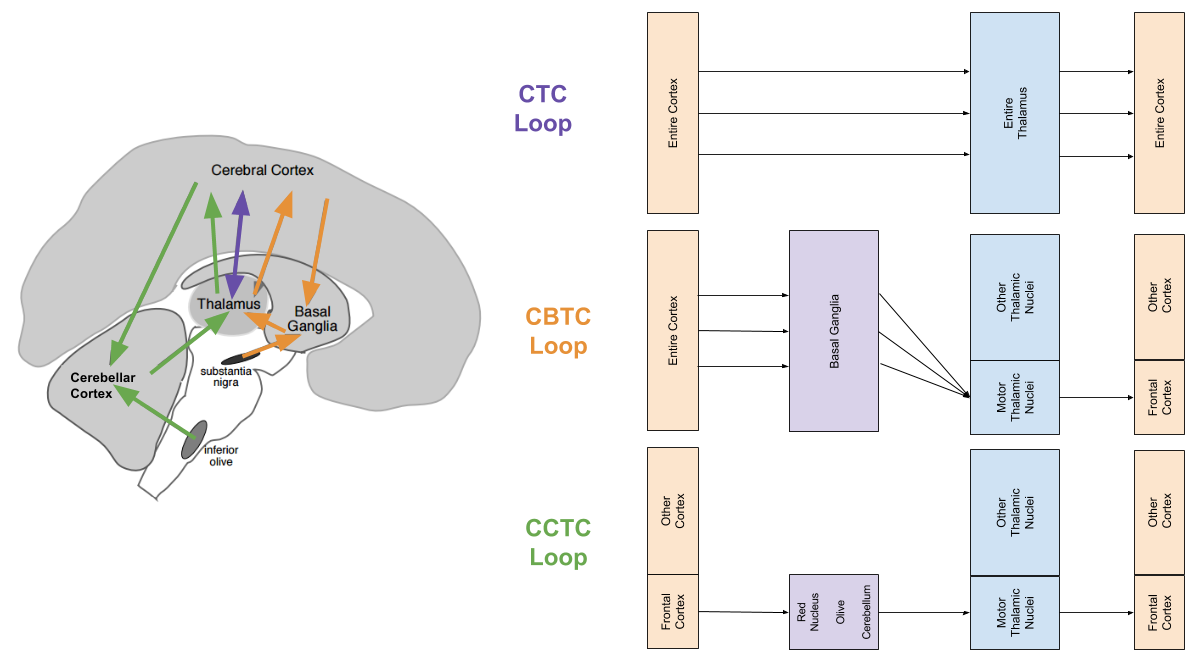 Cerebral Cortex
Thalamus
Basal
Ganglia
substantia
nigra
Cerebellar
Cortex
inferior
olive
CTC
Loop
Entire Cortex
Entire
Thalamus
Entire Cortex
CBTC
Loop
Entire Cortex
Basal Ganglia
Other
Thalamic
Nuclei
Motor
Thalamic
Nuclei
Other
Cortex
Frontal
Cortex
CCTC
Loop
Other
Cortex
Frontal
Cortex
Red
Nucleus
Olive
Cerebellum
Other
Thalamic
Nuclei
Motor
Thalamic
Nuclei
Other
Cortex
Frontal
Cortex